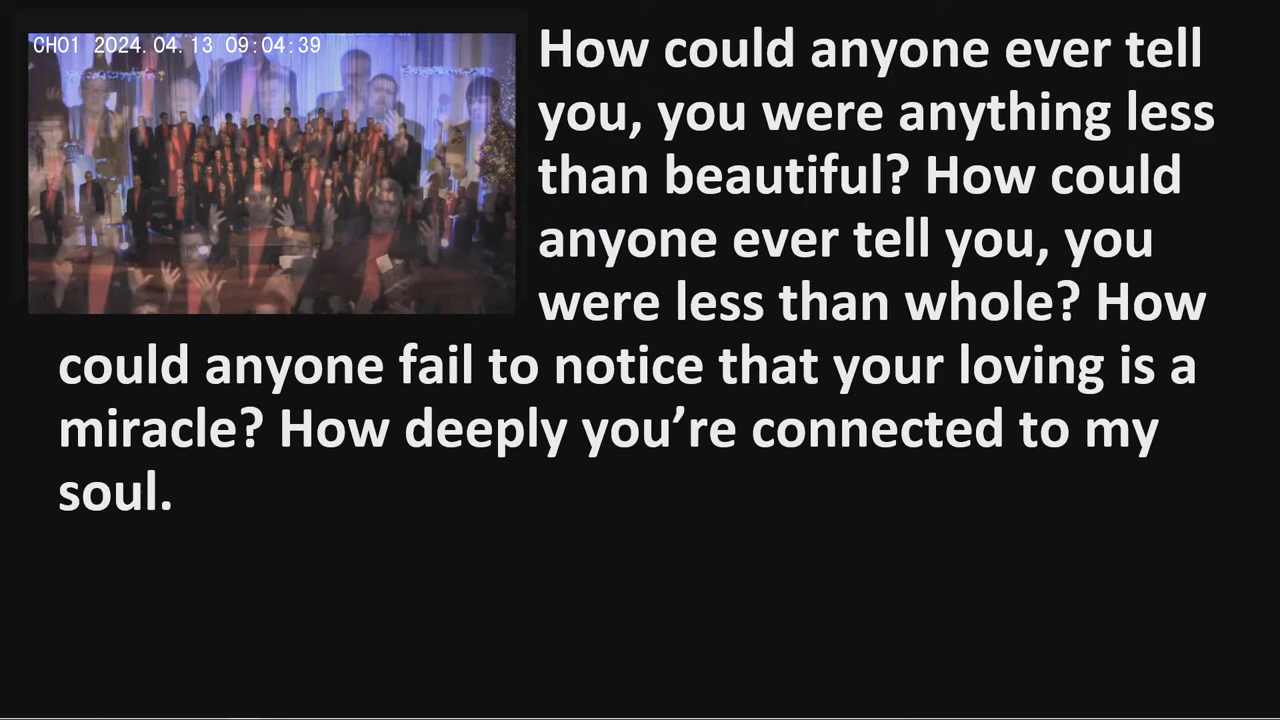 CH01 2024.04.13 09:04:39
How could anyone ever tell
you, you were anything less
than beautiful? How could
anyone ever tell you, you
were less than whole? How
could anyone fail to notice that your loving is a
miracle? How deeply you’re connected to my
soul.